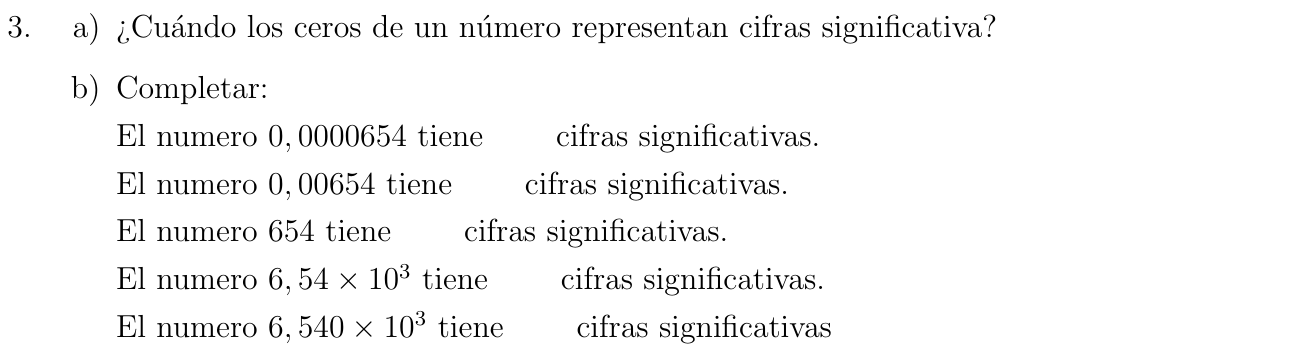 3. a) ¿Cuándo los ceros de un número representan cifras significativa?
b) Completar:
El numero 0, 0000654 tiene cifras significativas.
El numero 0, 00654 tiene cifras significativas.
El numero 654 tiene cifras significativas.
El numero 6, 54 × 10³ tiene cifras significativas.
El numero 6, 540 × 10³ tiene cifras significativas